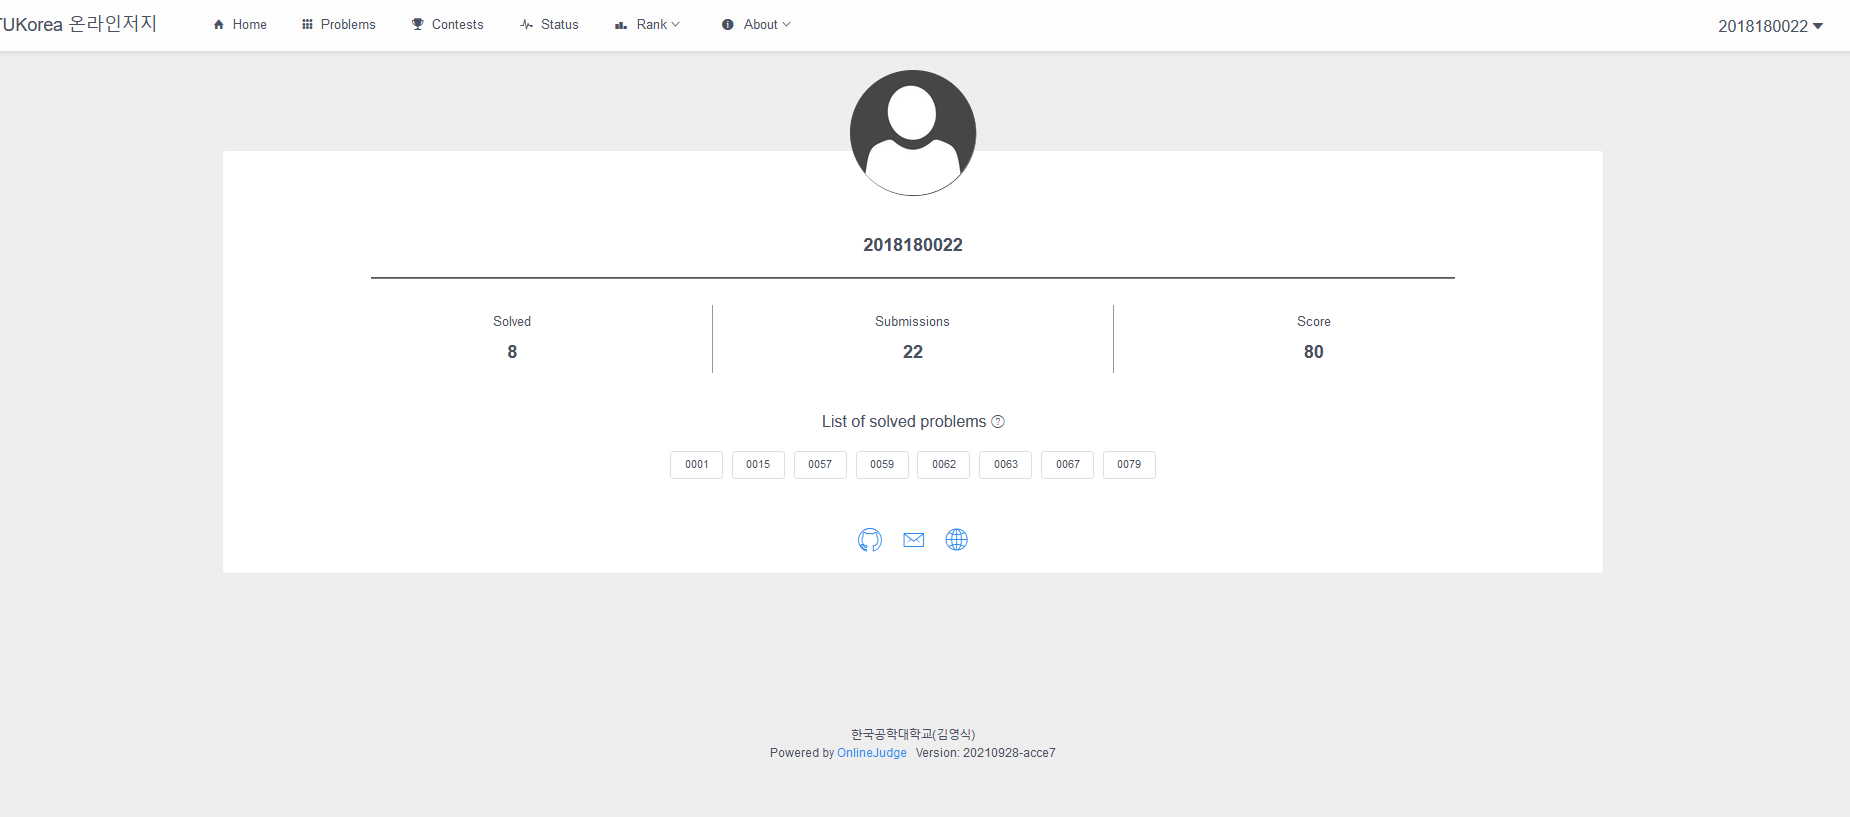 TUKorea 온라인저지 Home Problems Contests Status Rank About 2018180022
2018180022
Solved Submissions Score
8 22 80
List of solved problems
0001 0015 0057 0059 0062 0063 0067 0079
한국공학대학교(김영식)
Powered by OnlineJudge Version: 20210928-acce7